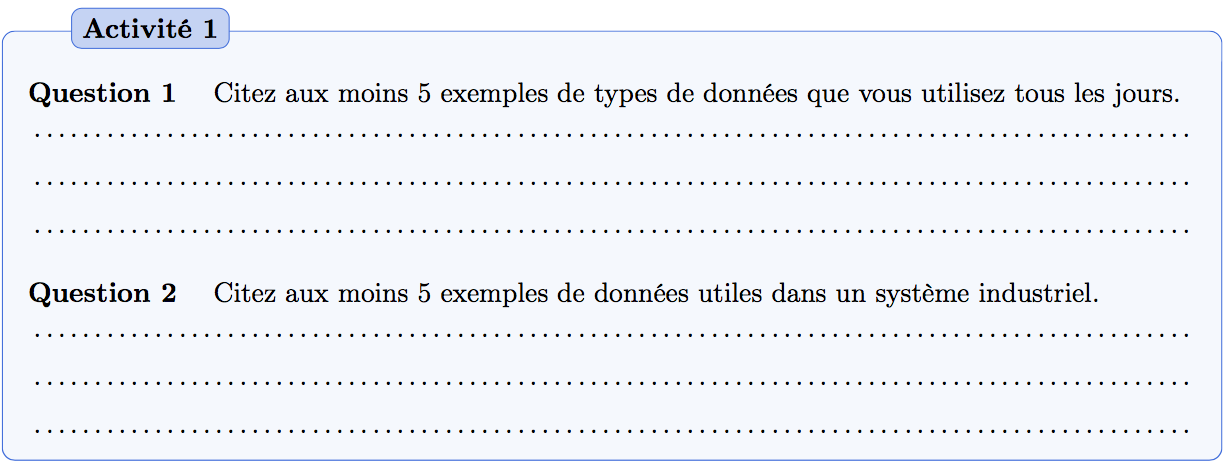 Activité 1
Question 1 Citez aux moins 5 exemples de types de données que vous utilisez tous les jours.
Question 2 Citez aux moins 5 exemples de données utiles dans un système industriel.